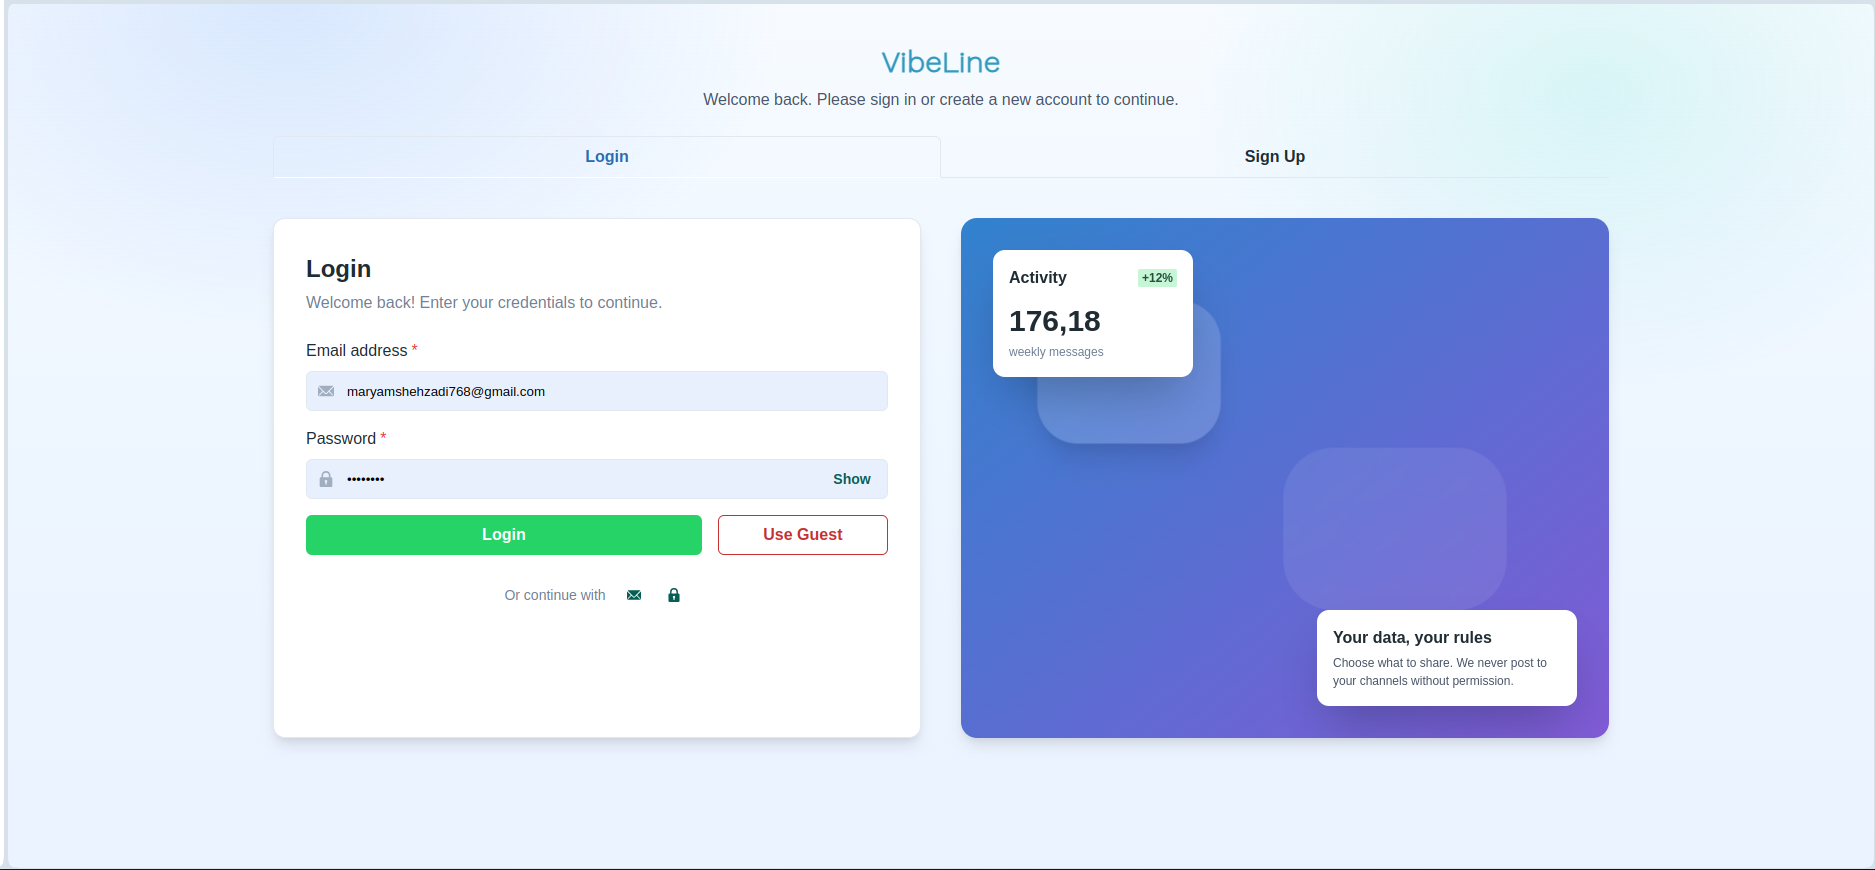 VibeLine
Welcome back. Please sign in or create a new account to continue.
Login
Sign Up
Login
Welcome back! Enter your credentials to continue.
Email address *
maryamshehzadi768@gmail.com
Password *
••••••••
Show
Login
Use Guest
Or continue with
Activity
+12%
176,18
weekly messages
Your data, your rules
Choose what to share. We never post to
your channels without permission.